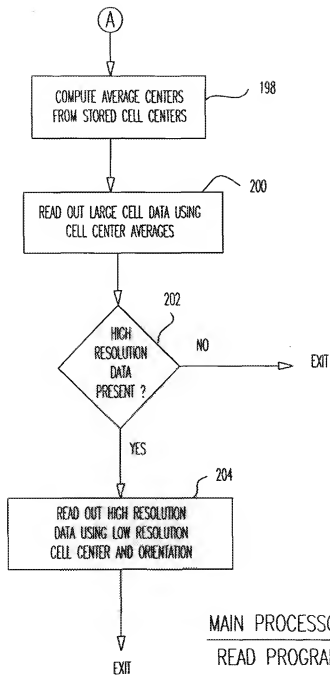 A
COMPUTE AVERAGE CENTERS
FROM STORED CELL CENTERS
198
READ OUT LARGE CELL DATA USING
CELL CENTER AVERAGES
200
HIGH
RESOLUTION
DATA
PRESENT ?
202
NO
EXIT
YES
READ OUT HIGH RESOLUTION
DATA USING LOW RESOLUTION
CELL CENTER AND ORIENTATION
204
EXIT
MAIN PROCESSO
READ PROGRAM